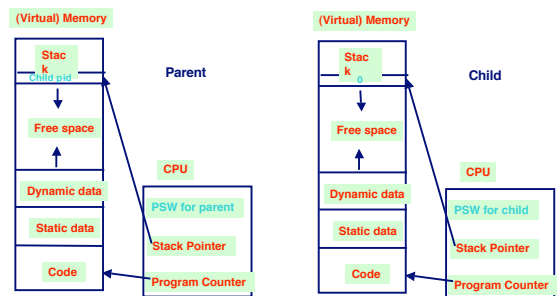 (Virtual) Memory
Stac
k
Child pid
Free space
Dynamic data
Static data
Code
Parent
CPU
PSW for parent
Stack Pointer
Program Counter
(Virtual) Memory
Stac
k
0
Free space
Dynamic data
Static data
Code
Child
CPU
PSW for child
Stack Pointer
Program Counter